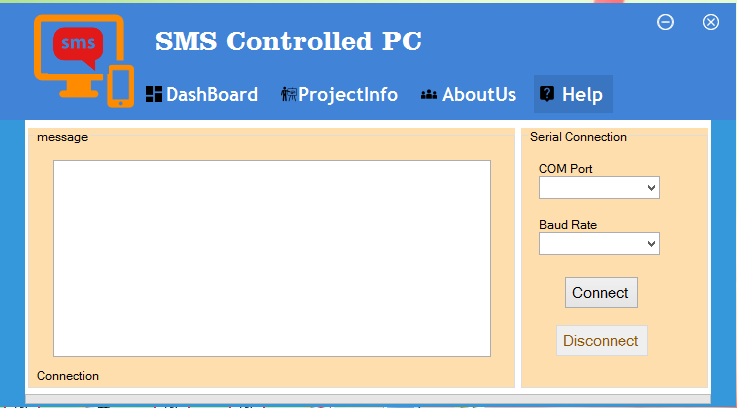 sms
SMS Controlled PC
DashBoard ProjectInfo AboutUs ? Help
message
Serial Connection
COM Port
Baud Rate
Connect
Disconnect
Connection